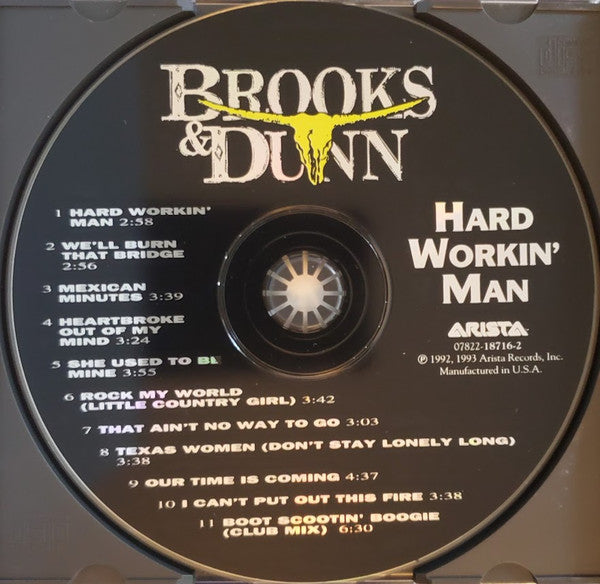 BROOKS
& DUNN
HARD
WORKIN'
MAN
ARISTA
07822-18716-2
℗ 1992, 1993 Arista Records, Inc.
Manufactured in U.S.A.
1 HARD WORKIN'
MAN 2:58
2 WE'LL BURN
THAT BRIDGE
2:56
3 MEXICAN
MINUTES 3:39
4 HEARTBROKE
OUT OF MY
MIND 3:24
5 SHE USED TO BE
MINE 3:55
6 ROCK MY WORLD
(LITTLE COUNTRY GIRL) 3:42
7 THAT AIN'T NO WAY TO GO 3:03
8 TEXAS WOMEN (DON'T STAY LONELY LONG)
3:38
9 OUR TIME IS COMING 4:37
10 I CAN'T PUT OUT THIS FIRE 3:38
11 BOOT SCOOTIN' BOOGIE
(CLUB MIX) 6:30